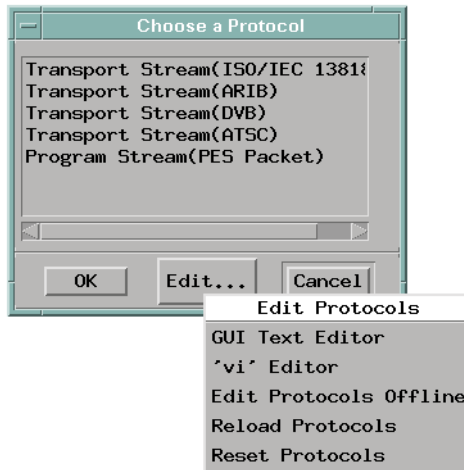 Choose a Protocol
Transport Stream(ISO/IEC 13818
Transport Stream(ARIB)
Transport Stream(DVB)
Transport Stream(ATSC)
Program Stream(PES Packet)
OK Edit... Cancel
Edit Protocols
GUI Text Editor
'vi' Editor
Edit Protocols Offline
Reload Protocols
Reset Protocols